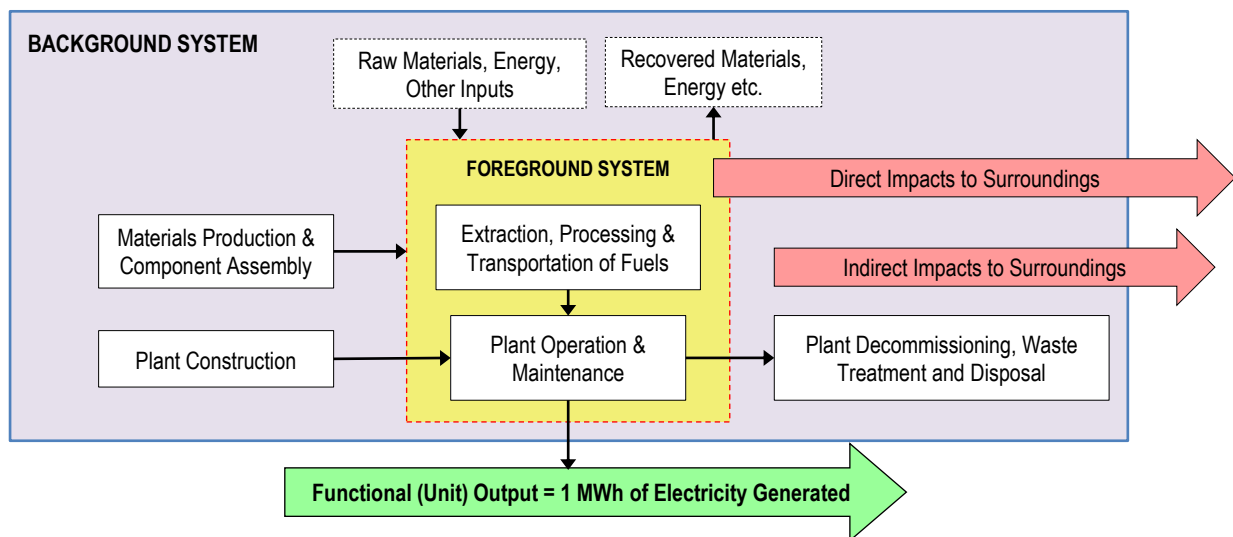 BACKGROUND SYSTEM
Raw Materials, Energy,
Other Inputs
Recovered Materials,
Energy etc.
FOREGROUND SYSTEM
Direct Impacts to Surroundings
Materials Production &
Component Assembly
Extraction, Processing &
Transportation of Fuels
Indirect Impacts to Surroundings
Plant Construction
Plant Operation &
Maintenance
Plant Decommissioning, Waste
Treatment and Disposal
Functional (Unit) Output = 1 MWh of Electricity Generated